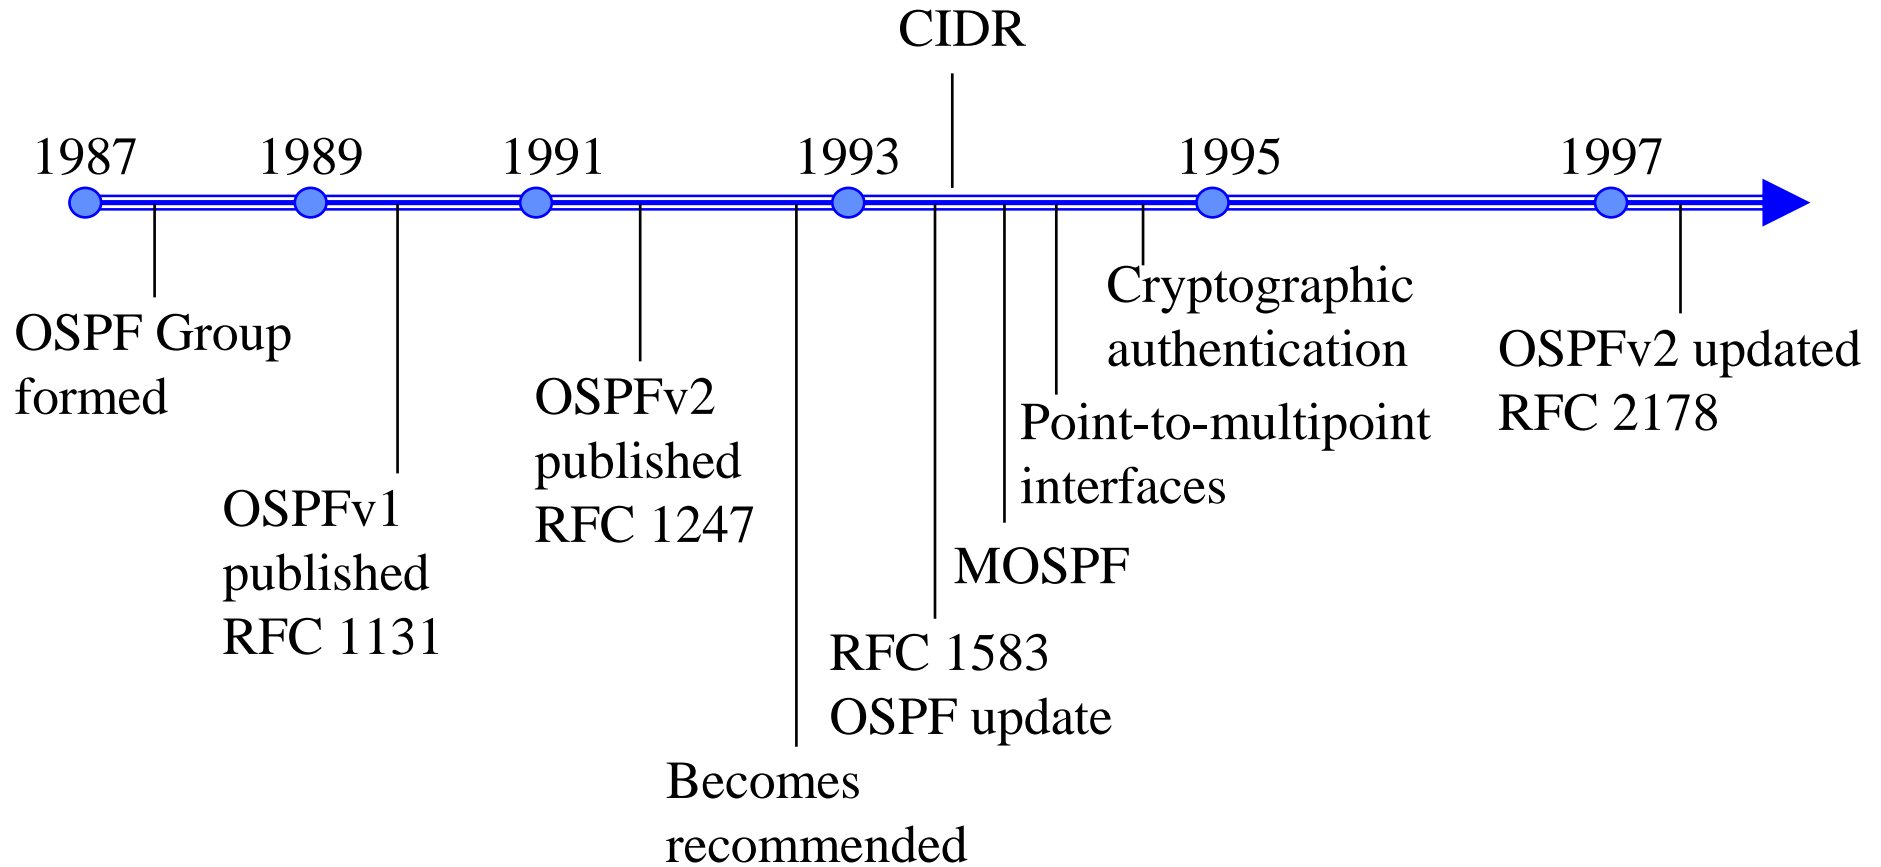 CIDR
1987
1989
1991
1993
1995
1997
OSPF Group
formed
OSPFv1
published
RFC 1131
OSPFv2
published
RFC 1247
Becomes
recommended
RFC 1583
OSPF update
MOSPF
Point-to-multipoint
interfaces
Cryptographic
authentication
OSPFv2 updated
RFC 2178